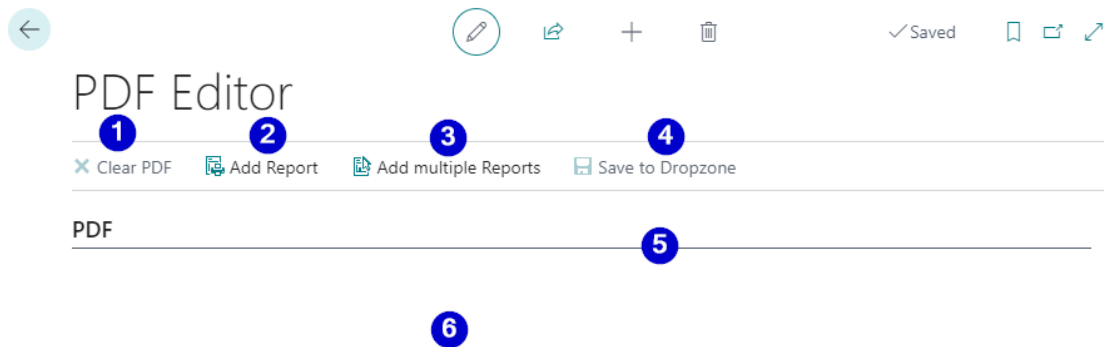 Saved
PDF Editor
1 2 3 4
Clear PDF Add Report Add multiple Reports Save to Dropzone
PDF
5
6